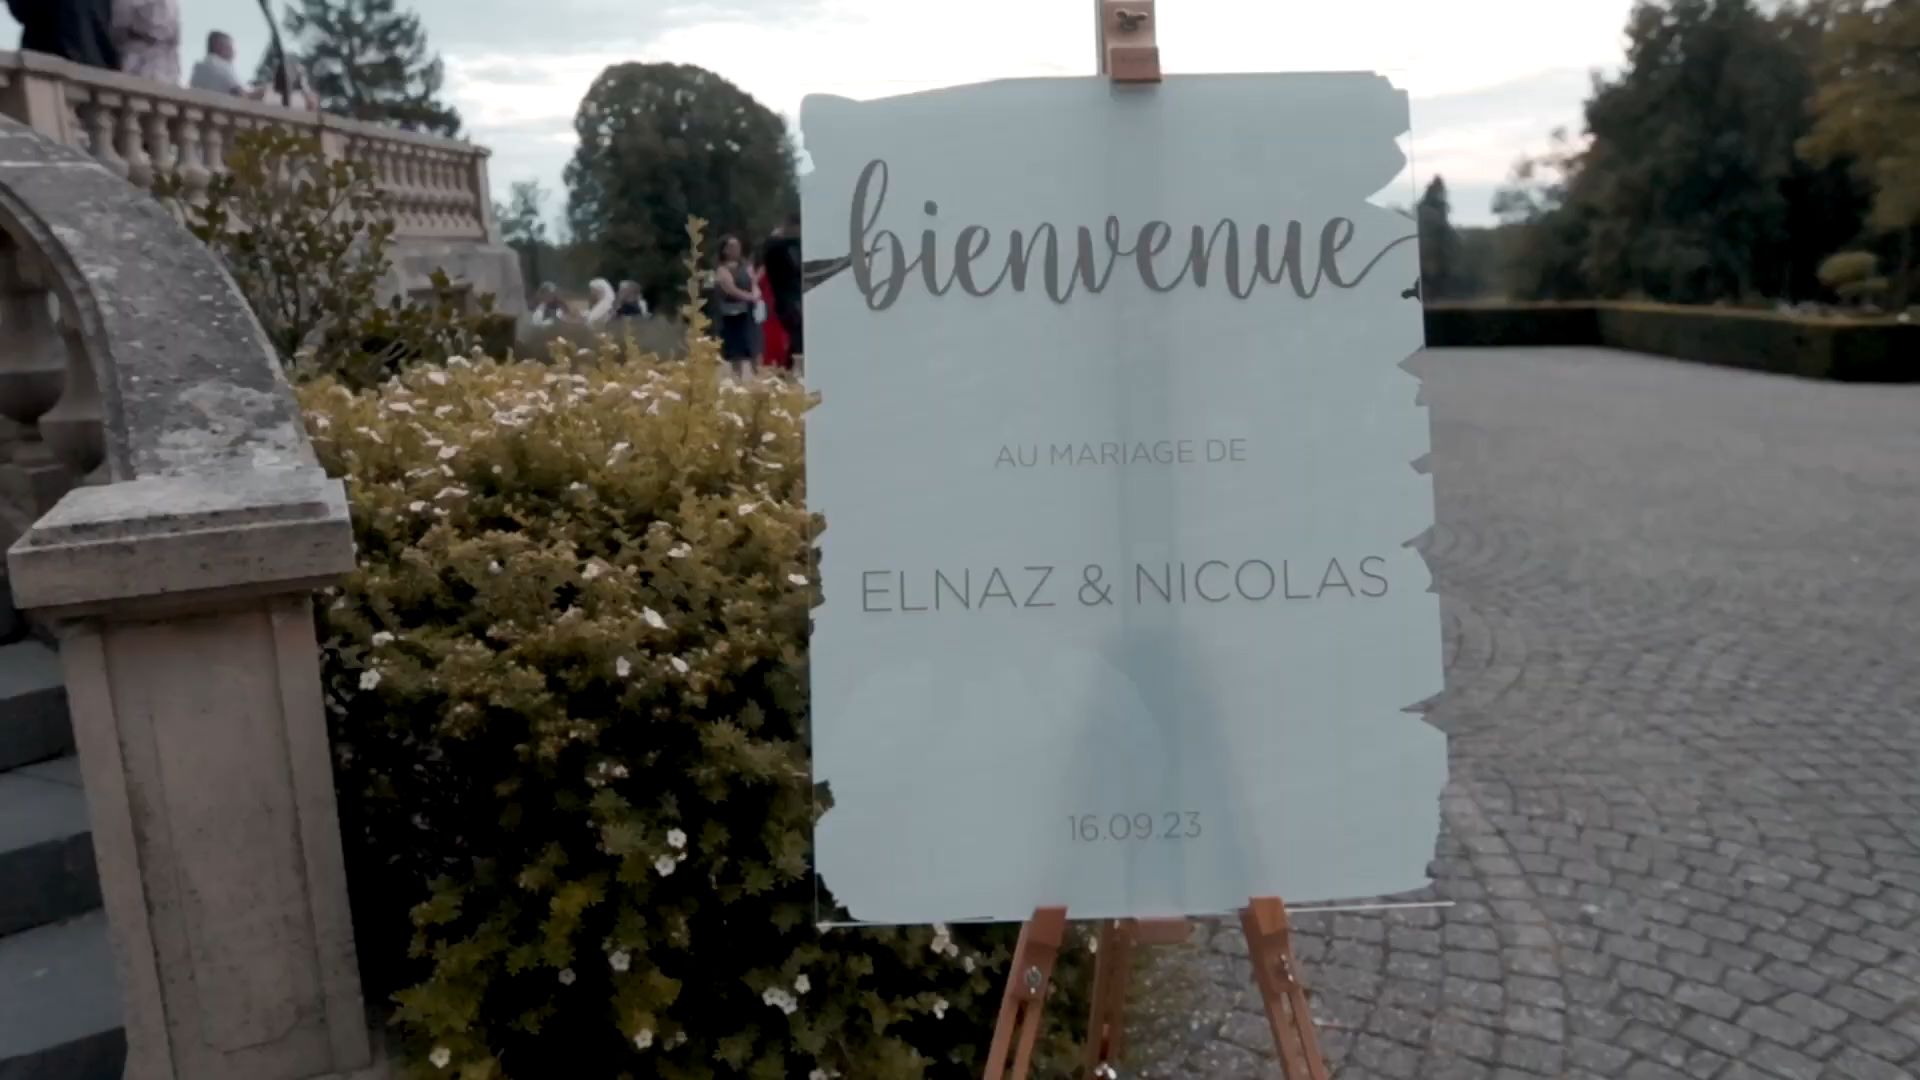 bienvenue
AU MARIAGE DE
ELNAZ & NICOLAS
16.09.23